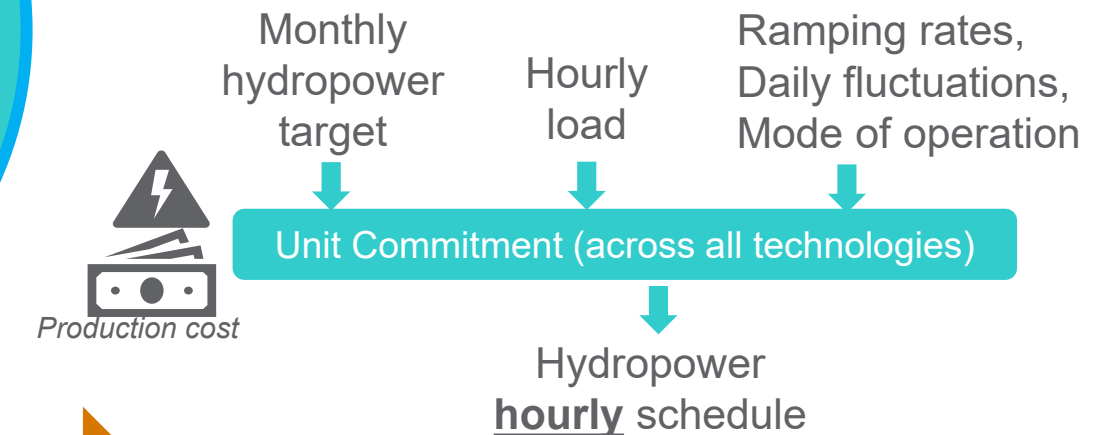 Monthly
hydropower
target
Hourly
load
Ramping rates,
Daily fluctuations,
Mode of operation
Unit Commitment (across all technologies)
Production cost
Hydropower
hourly schedule